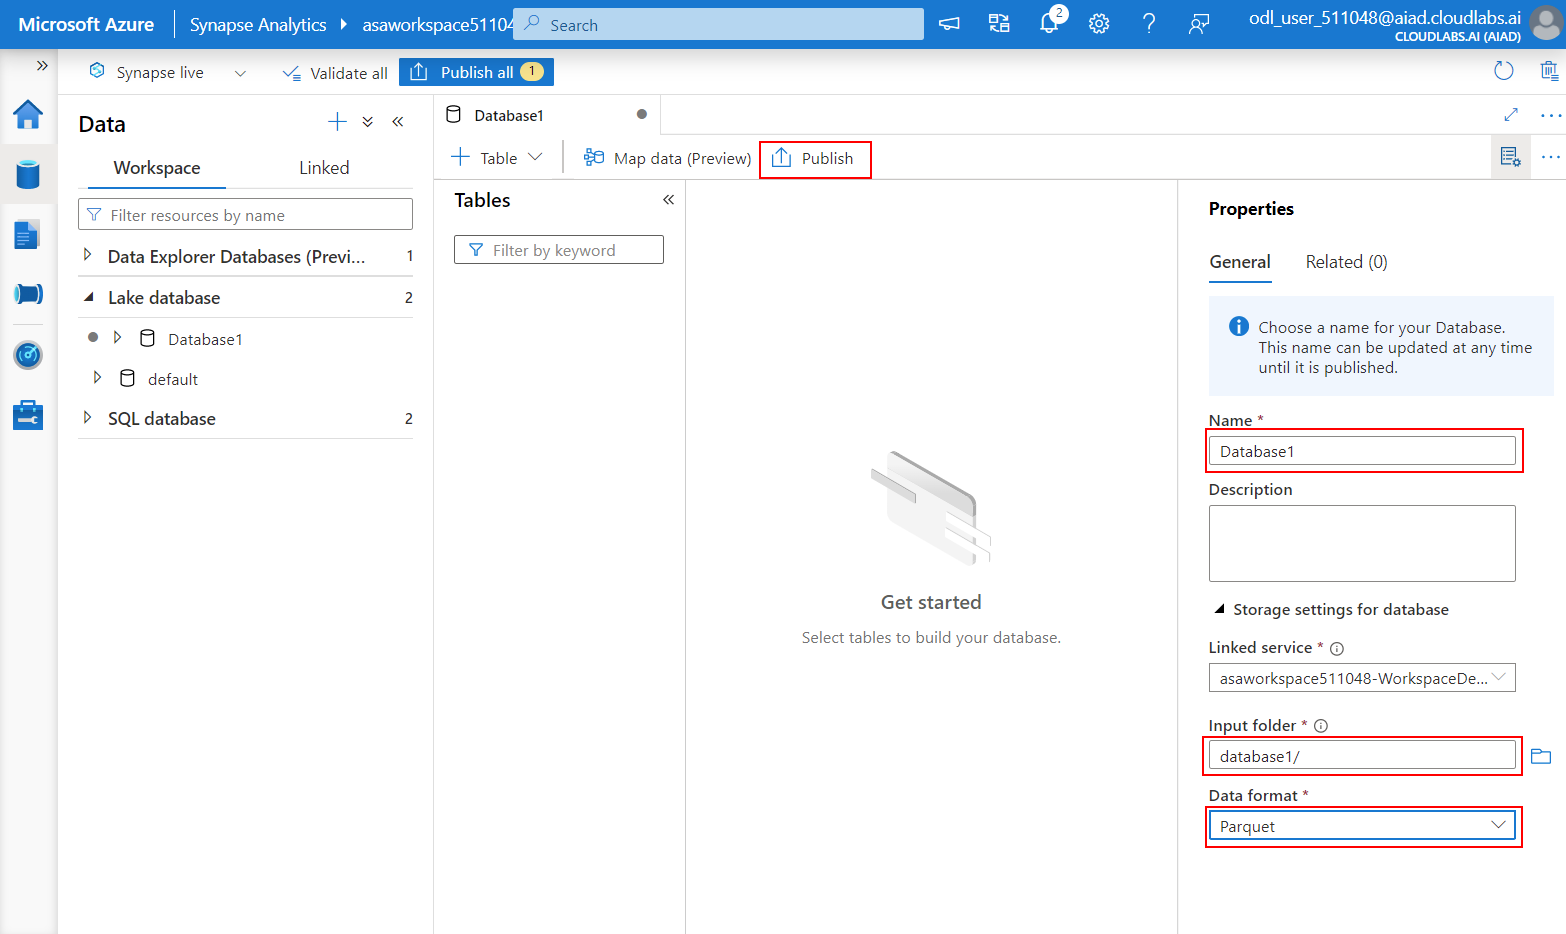 Microsoft Azure
Synapse Analytics
asaworkspace51104
Search
2
odl_user_511048@aiad.cloudlabs.ai
CLOUDLABS.AI (AIAD)
Synapse live
Validate all
Publish all
1
Data
Workspace
Linked
Filter resources by name
Data Explorer Databases (Previ...
1
Lake database
2
Database1
default
SQL database
2
Database1
Table
Map data (Preview)
Publish
Tables
Filter by keyword
Get started
Select tables to build your database.
Properties
General
Related (0)
Choose a name for your Database.
This name can be updated at any time
until it is published.
Name *
Database1
Description
Storage settings for database
Linked service *
asaworkspace511048-WorkspaceDe...
Input folder *
database1/
Data format *
Parquet